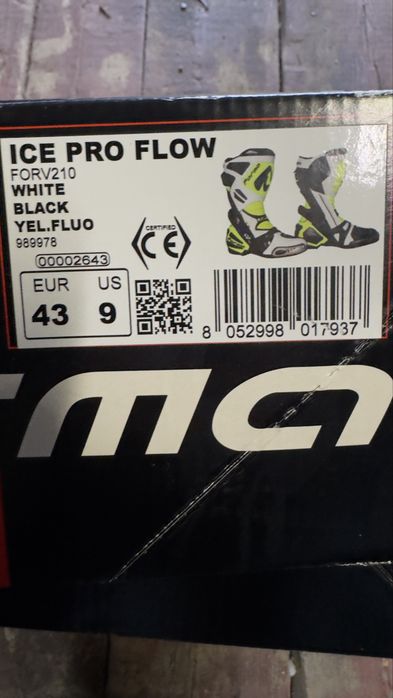 ICE PRO FLOW
FORV210
WHITE
BLACK
YEL.FLUO
989978
00002643
CERTIFIED
CE
EUR US
43 9
8 052998 017937